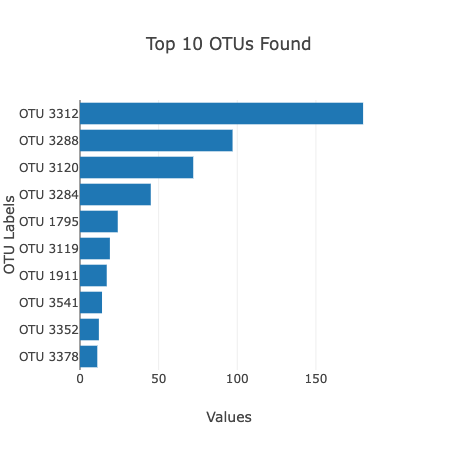 Top 10 OTUs Found
OTU Labels
OTU 3312
OTU 3288
OTU 3120
OTU 3284
OTU 1795
OTU 3119
OTU 1911
OTU 3541
OTU 3352
OTU 3378
0 50 100 150
Values